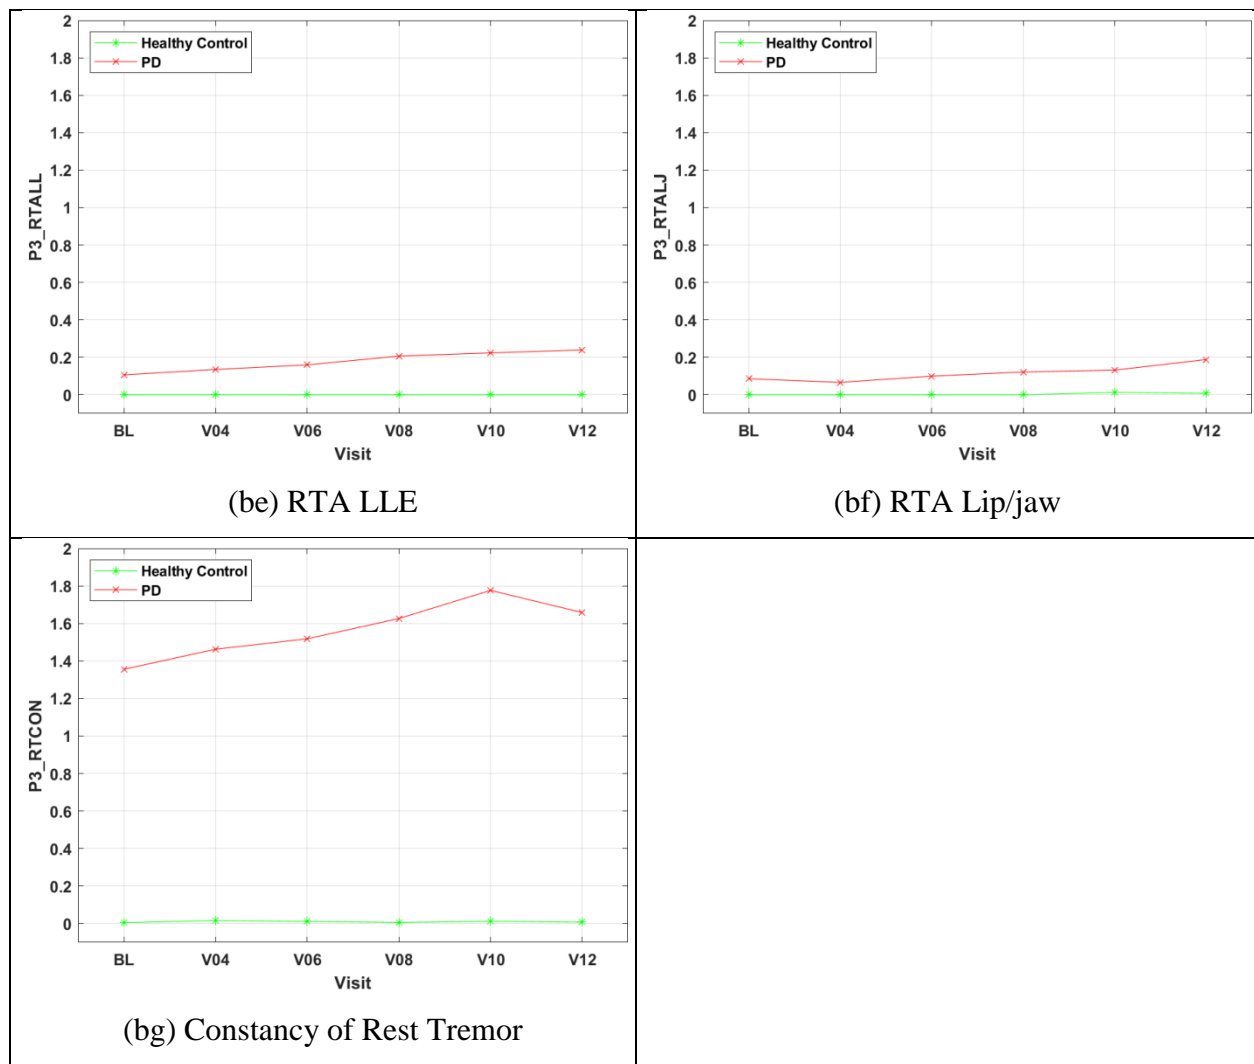 2
1.8
1.6
1.4
1.2
1
0.8
0.6
0.4
0.2
0
P3_RTALL
Healthy Control
PD
BL V04 V06 V08 V10 V12
Visit
(be) RTA LLE
2
1.8
1.6
1.4
1.2
1
0.8
0.6
0.4
0.2
0
P3_RTALJ
Healthy Control
PD
BL V04 V06 V08 V10 V12
Visit
(bf) RTA Lip/jaw
2
1.8
1.6
1.4
1.2
1
0.8
0.6
0.4
0.2
0
P3_RTCON
Healthy Control
PD
BL V04 V06 V08 V10 V12
Visit
(bg) Constancy of Rest Tremor